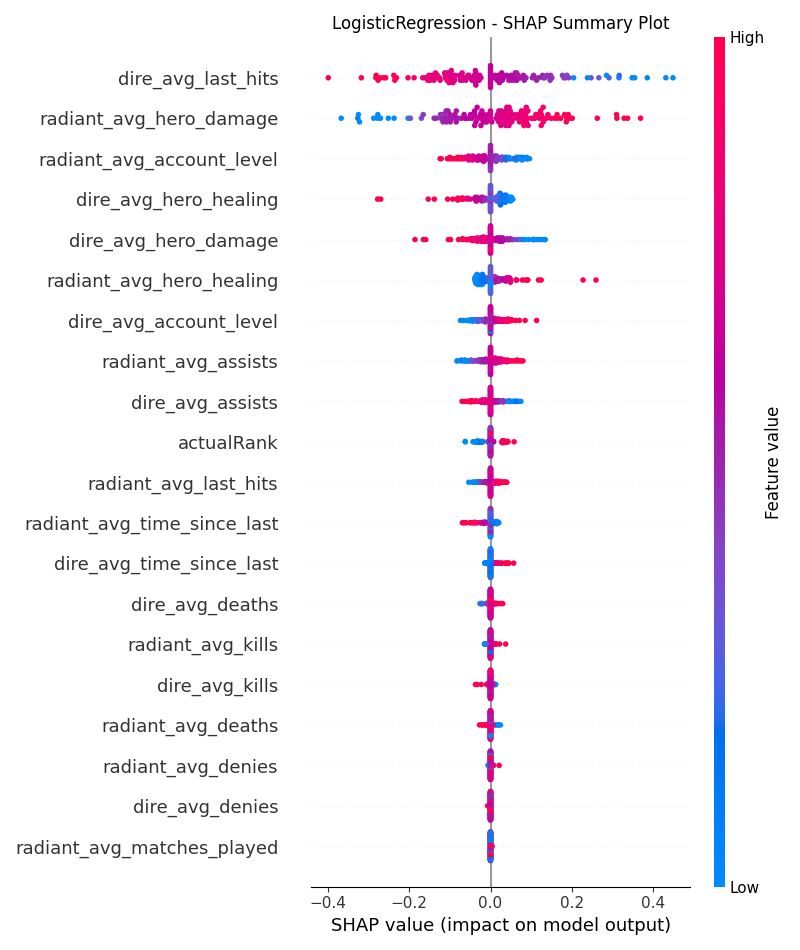 LogisticRegression - SHAP Summary Plot
High
dire_avg_last_hits
radiant_avg_hero_damage
radiant_avg_account_level
dire_avg_hero_healing
dire_avg_hero_damage
radiant_avg_hero_healing
dire_avg_account_level
radiant_avg_assists
dire_avg_assists
actualRank
radiant_avg_last_hits
radiant_avg_time_since_last
dire_avg_time_since_last
dire_avg_deaths
radiant_avg_kills
dire_avg_kills
radiant_avg_deaths
radiant_avg_denies
dire_avg_denies
radiant_avg_matches_played
Feature value
Low
−0.4 −0.2 0.0 0.2 0.4
SHAP value (impact on model output)